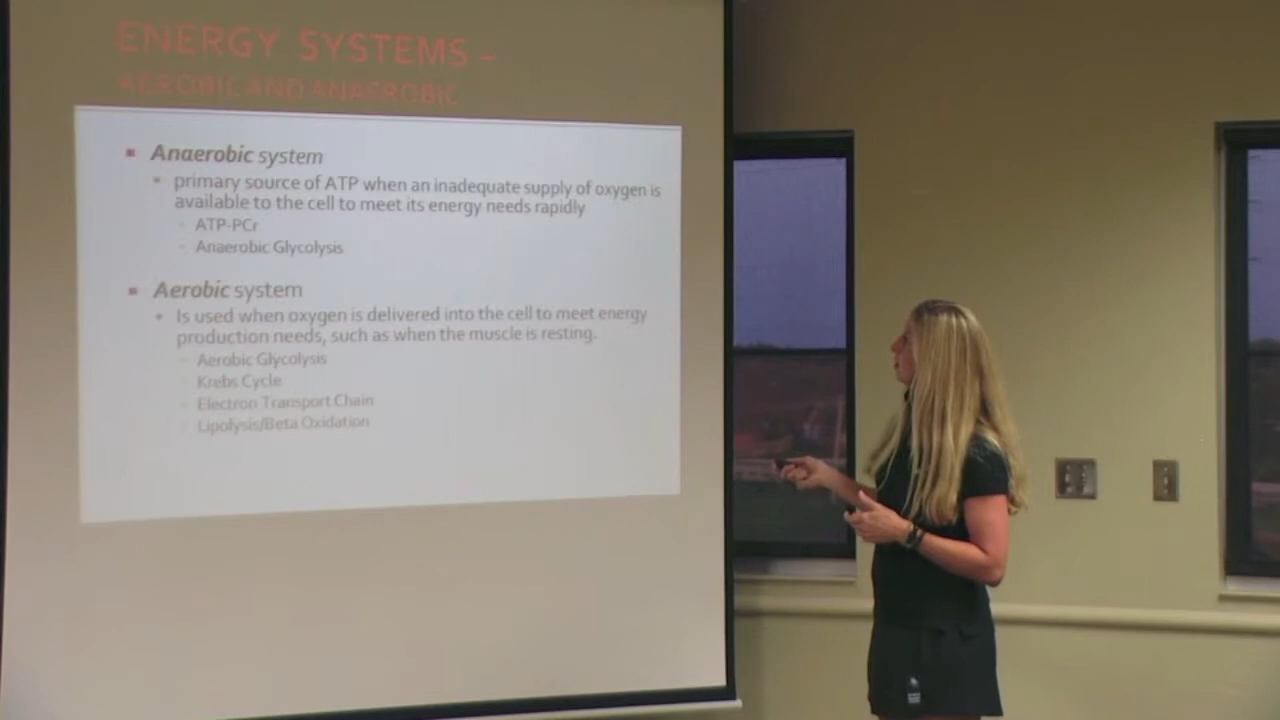 ENERGY SYSTEMS –
AEROBIC AND ANAEROBIC
Anaerobic system
primary source of ATP when an inadequate supply of oxygen is
available to the cell to meet its energy needs rapidly
ATP-PCr
Anaerobic Glycolysis
Aerobic system
Is used when oxygen is delivered into the cell to meet energy
production needs, such as when the muscle is resting.
Aerobic Glycolysis
Krebs Cycle
Electron Transport Chain
Lipolysis/Beta Oxidation